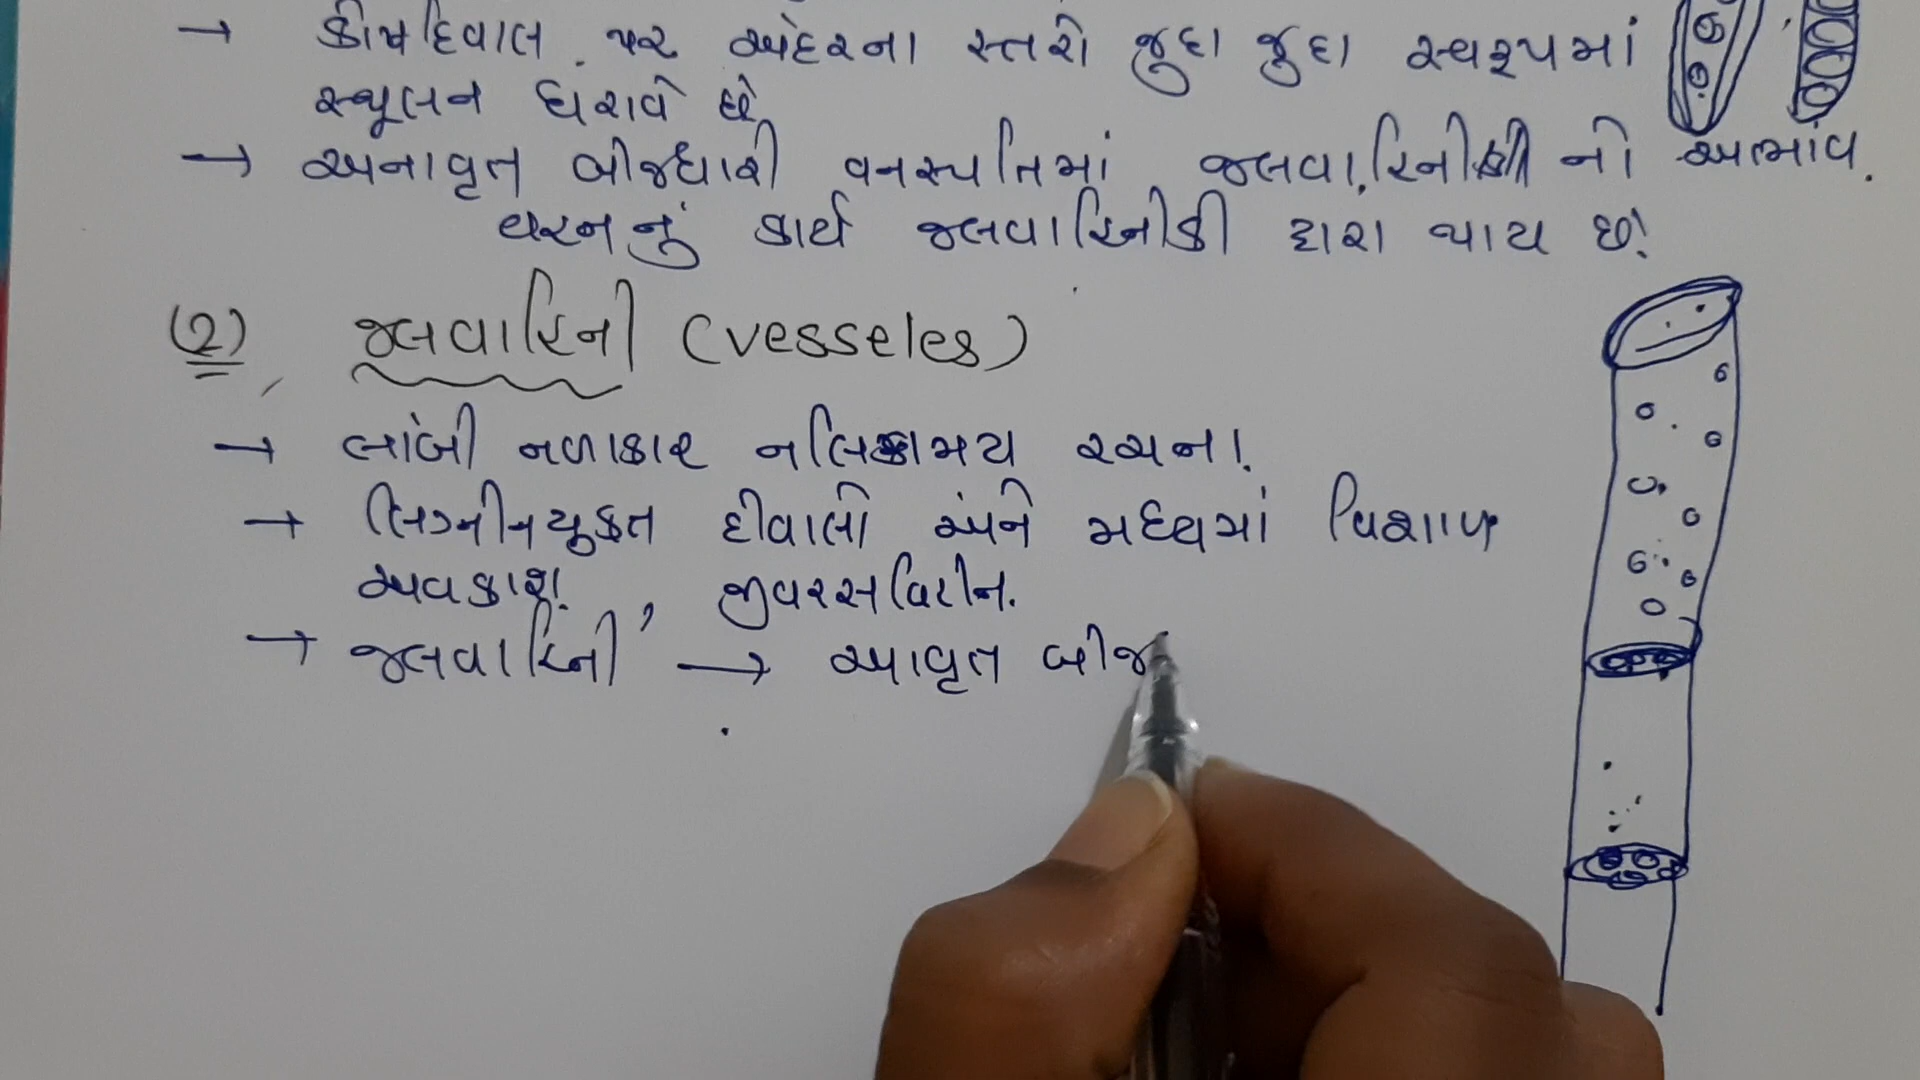 → કોષદિવાલ પર અંદરના સ્તરો જુદા જુદા સ્વરૂપમાં
સ્થૂલન ધરાવે છે
→ અનાવૃત બીજધારી વનસ્પતિમાં જલવાહિની નો અભાવ.
વહનનું કાર્ય જલવાહિનીકી દ્વારા થાય છે.
(2) જલવાહિની (vesseles)
→ લાંબી નળાકાર નલિકામય રચના.
→ લિગ્નીનયુક્ત દીવાલો અને મધ્યમાં વિશાળ
અવકાશ. , જીવરસવિહીન.
→ જલવાહિની → આવૃત બીજ